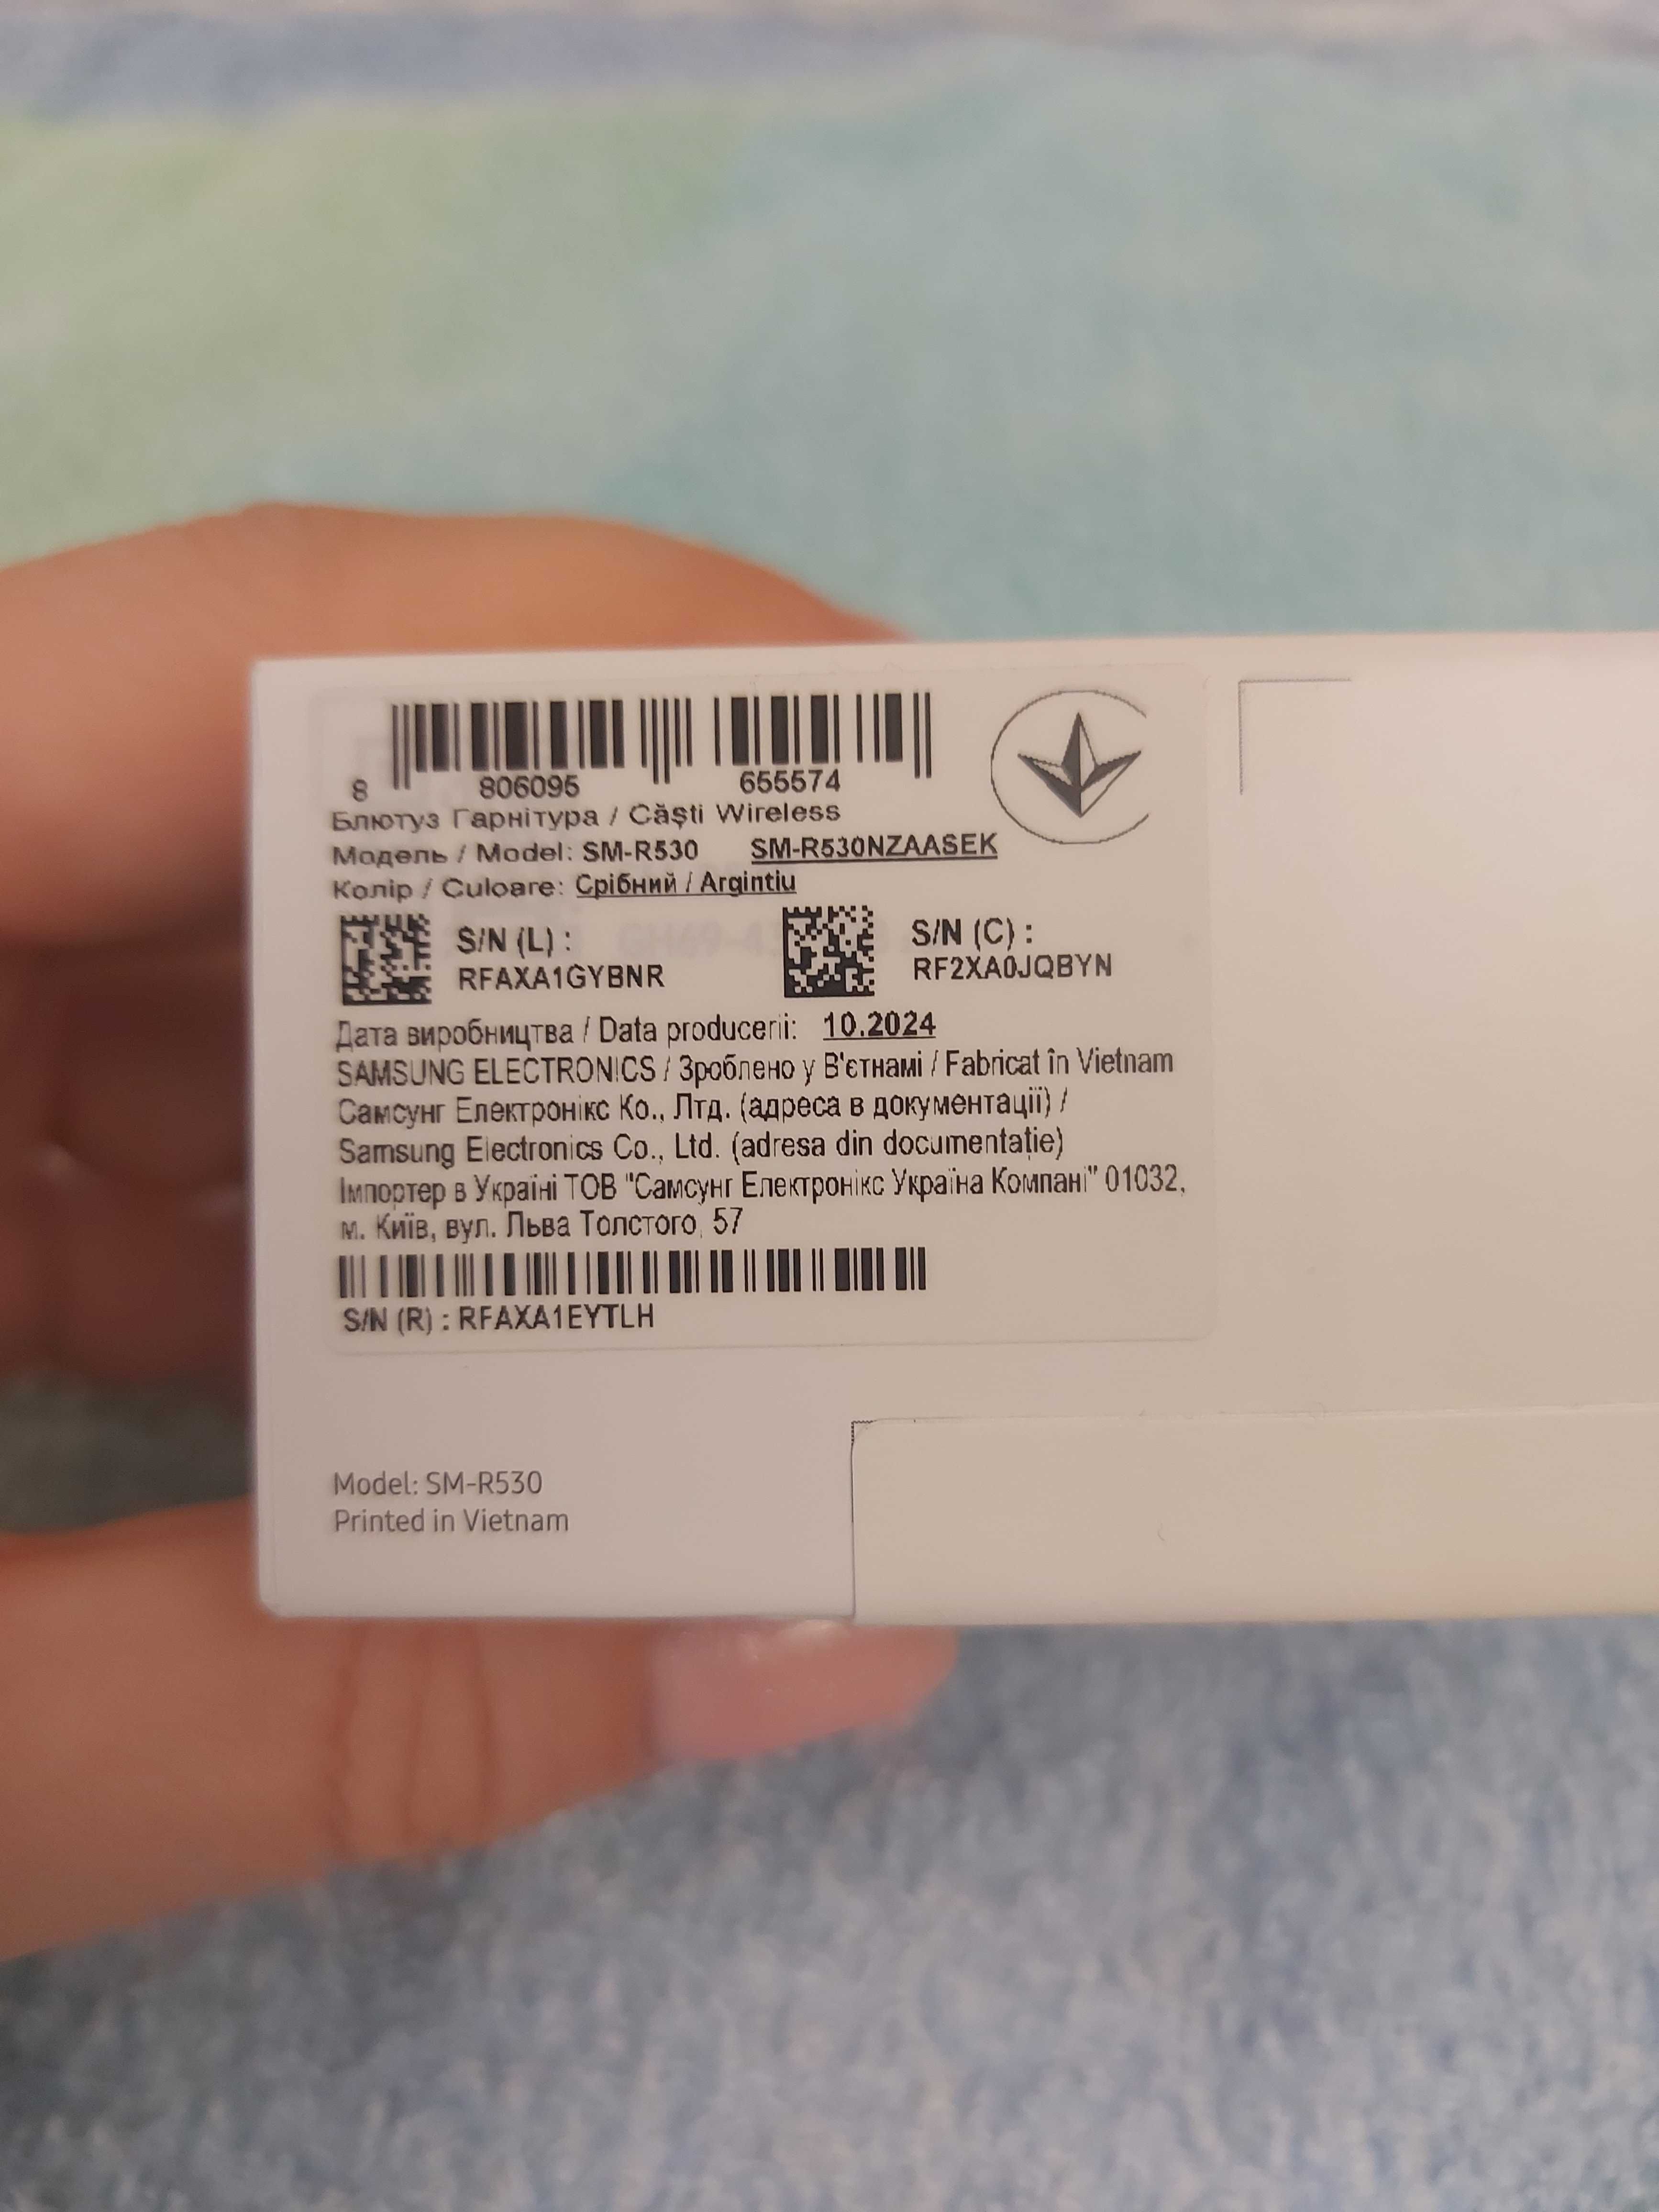 8 806095 655574
Блютуз Гарнітура / Căşti Wireless
Модель / Model: SM-R530 SM-R530NZAASEK
Колір / Culoare: Срібний / Argintiu
S/N (L) :
RFAXA1GYBNR
S/N (C) :
RF2XA0JQBYN
Дата виробництва / Data producerii: 10.2024
SAMSUNG ELECTRONICS / Зроблено у В'єтнамі / Fabricat în Vietnam
Самсунг Електронікс Ко., Лтд. (адреса в документації) /
Samsung Electronics Co., Ltd. (adresa din documentaţie)
Імпортер в Україні ТОВ "Самсунг Електронікс Україна Компані" 01032,
м. Київ, вул. Льва Толстого, 57
S/N (R) : RFAXA1EYTLH
Model: SM-R530
Printed in Vietnam